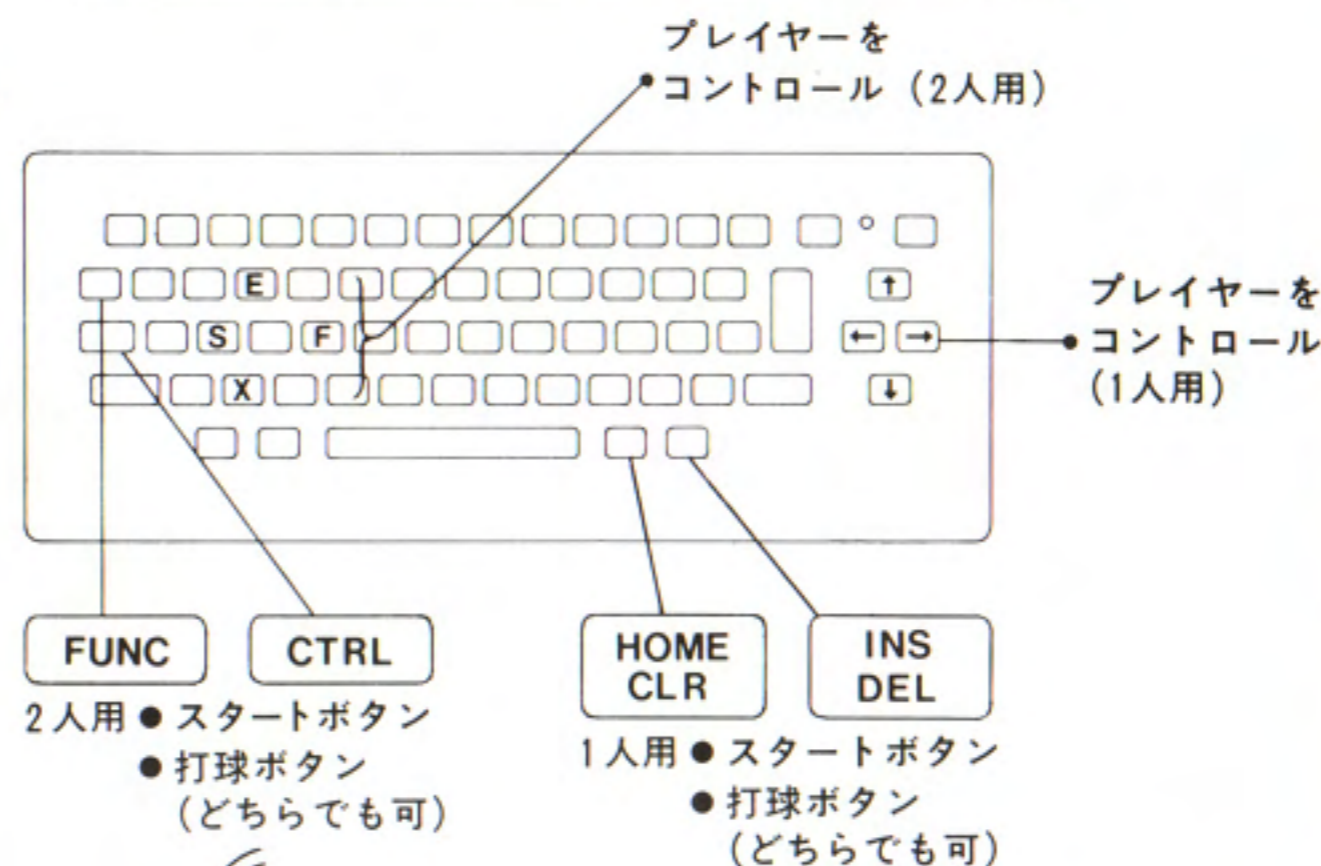 プレイヤーを
●コントロール（2人用）
E
↑
プレイヤーを
●コントロール
（1人用）
S F ← →
X ↓
FUNC CTRL
HOME
CLR
INS
DEL
2人用 ● スタートボタン
● 打球ボタン
（どちらでも可）
1人用 ● スタートボタン
● 打球ボタン
（どちらでも可）